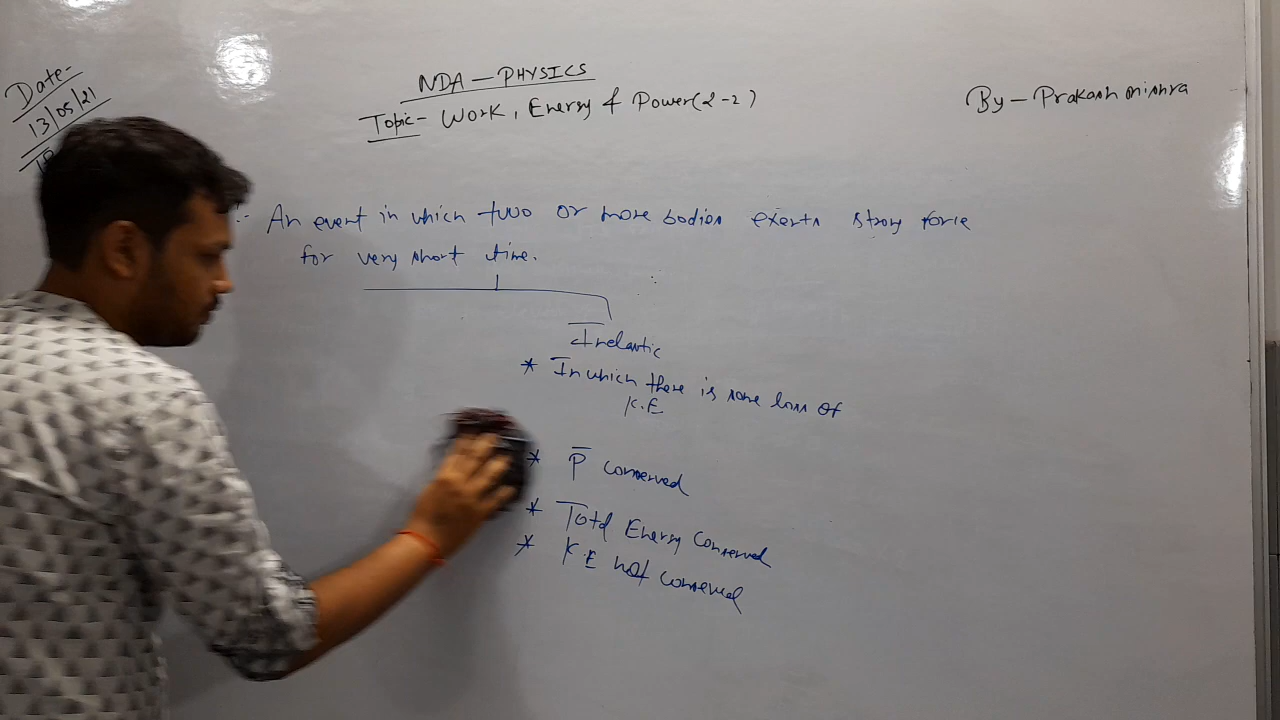 Date-
13/05/21
NDA - PHYSICS
Topic- Work, Energy & Power (2-2)
By - Prakash mishra
:- An event in which two or more bodies exerts strong force
for very short time.
Inelastic
* In which there is some loss of
K.E
* P̅ conserved
* Total Energy Conserved
* K.E not conserved